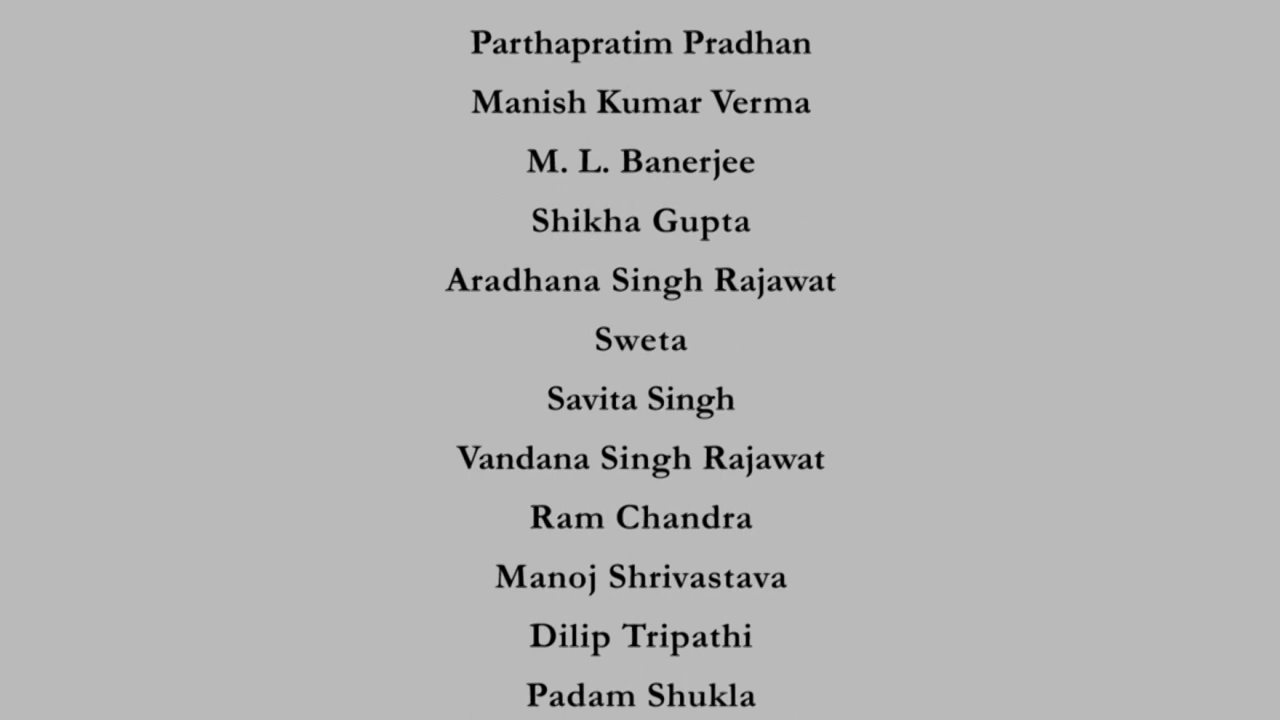 Parthapratim Pradhan
Manish Kumar Verma
M. L. Banerjee
Shikha Gupta
Aradhana Singh Rajawat
Sweta
Savita Singh
Vandana Singh Rajawat
Ram Chandra
Manoj Shrivastava
Dilip Tripathi
Padam Shukla